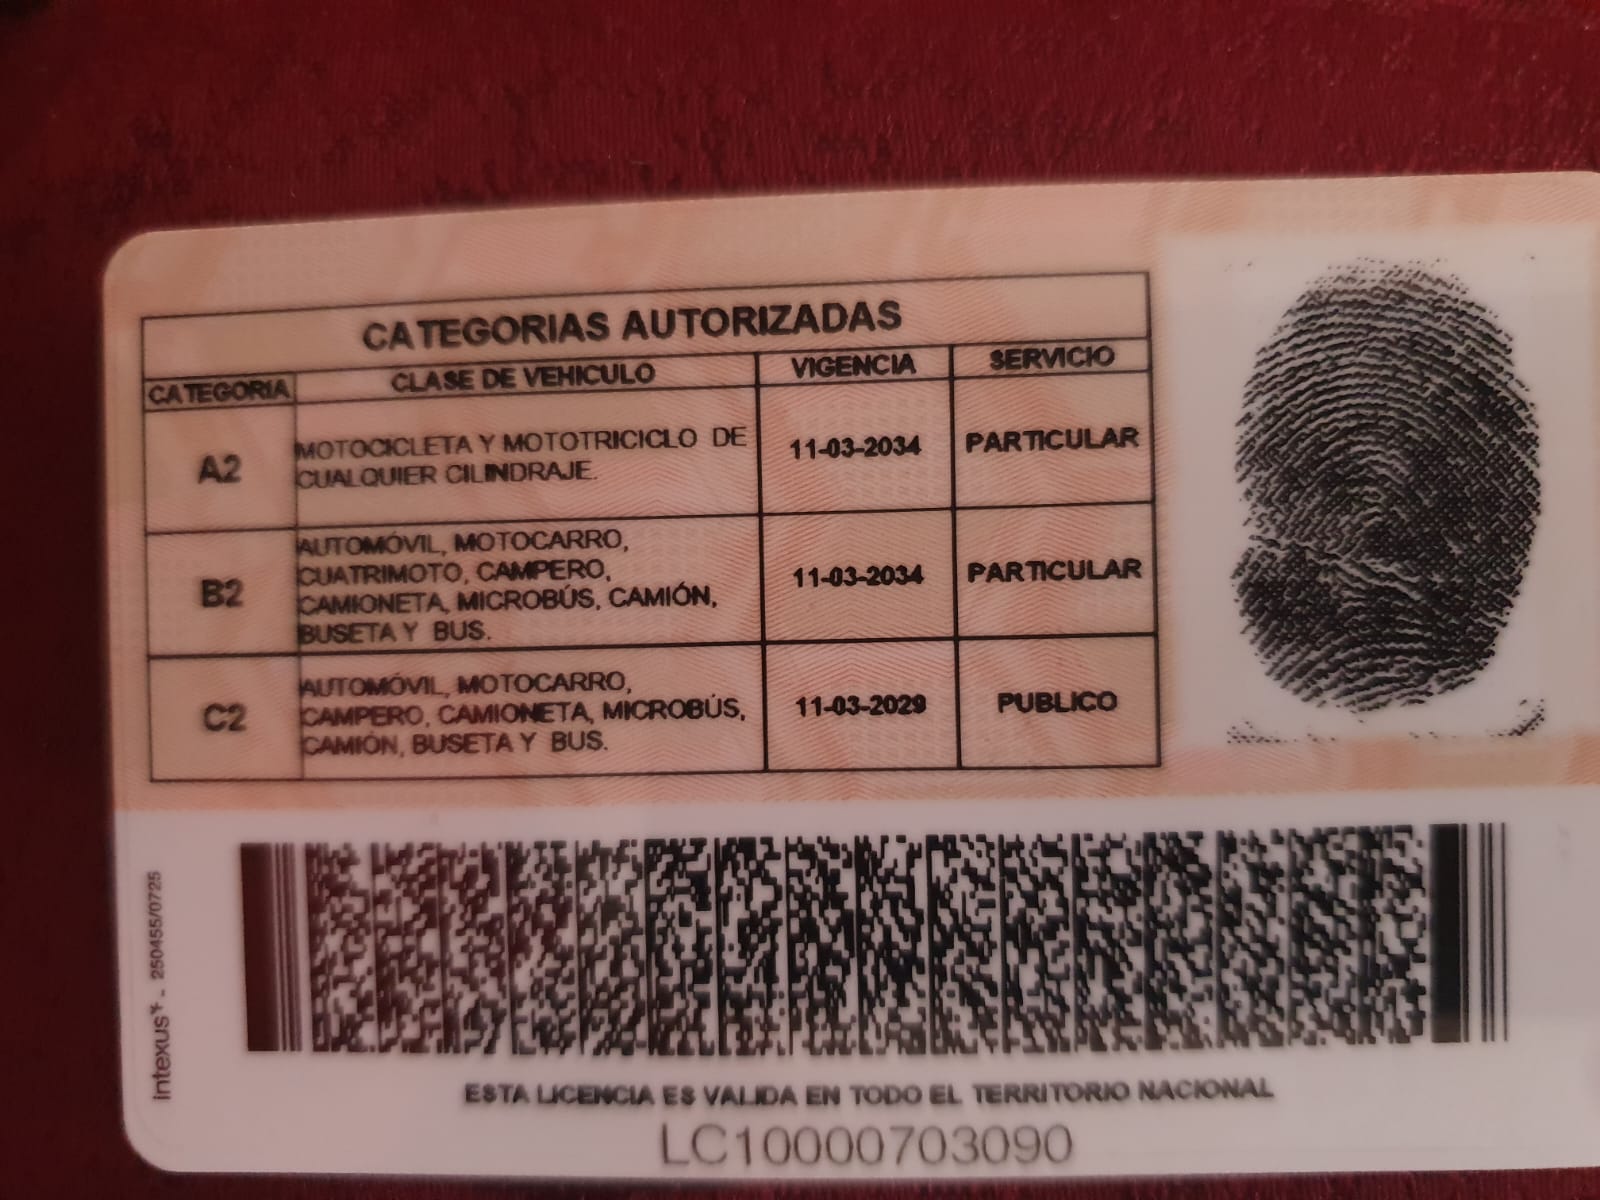 CATEGORIAS AUTORIZADAS
CATEGORIA CLASE DE VEHICULO VIGENCIA SERVICIO
A2 MOTOCICLETA Y MOTOTRICICLO DE 11-03-2034 PARTICULAR
CUALQUIER CILINDRAJE.
B2 AUTOMÓVIL, MOTOCARRO, 11-03-2034 PARTICULAR
CUATRIMOTO, CAMPERO,
CAMIONETA, MICROBÚS, CAMIÓN,
BUSETA Y BUS.
C2 AUTOMÓVIL, MOTOCARRO, 11-03-2029 PUBLICO
CAMPERO, CAMIONETA, MICROBÚS,
CAMIÓN, BUSETA Y BUS.
intexus - 250455/0725
ESTA LICENCIA ES VALIDA EN TODO EL TERRITORIO NACIONAL
LC10000703090